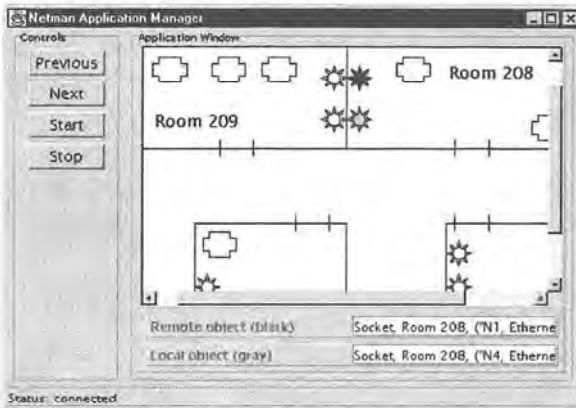 Netman Application Manager
Controls
Previous
Next
Start
Stop
Application Window
Room 208
Room 209
Remote object (black)
Socket, Room 208, ("N1, Etherne
Local object (gray)
Socket, Room 208, ("N4, Etherne
Status: connected